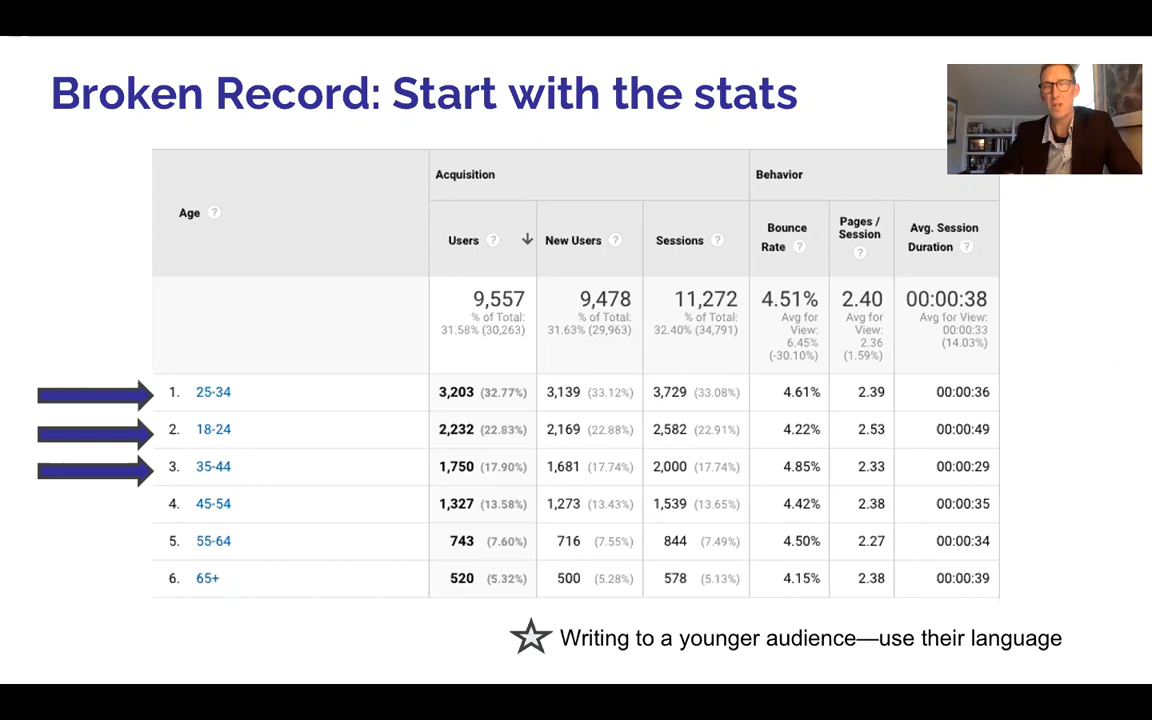 Broken Record: Start with the stats
Acquisition
Behavior
Age ?
Users ?
New Users ?
Sessions ?
Bounce
Rate ?
Pages /
Session
?
Avg. Session
Duration ?
9,557
% of Total:
31.58% (30,263)
9,478
% of Total:
31.63% (29,963)
11,272
% of Total:
32.40% (34,791)
4.51%
Avg for
View:
6.45%
(-30.10%)
2.40
Avg for
View:
2.36
(1.59%)
00:00:38
Avg for View:
00:00:33
(14.03%)
1. 25-34 3,203 (32.77%) 3,139 (33.12%) 3,729 (33.08%) 4.61% 2.39 00:00:36
2. 18-24 2,232 (22.83%) 2,169 (22.88%) 2,582 (22.91%) 4.22% 2.53 00:00:49
3. 35-44 1,750 (17.90%) 1,681 (17.74%) 2,000 (17.74%) 4.85% 2.33 00:00:29
4. 45-54 1,327 (13.58%) 1,273 (13.43%) 1,539 (13.65%) 4.42% 2.38 00:00:35
5. 55-64 743 (7.60%) 716 (7.55%) 844 (7.49%) 4.50% 2.27 00:00:34
6. 65+ 520 (5.32%) 500 (5.28%) 578 (5.13%) 4.15% 2.38 00:00:39
Writing to a younger audience—use their language